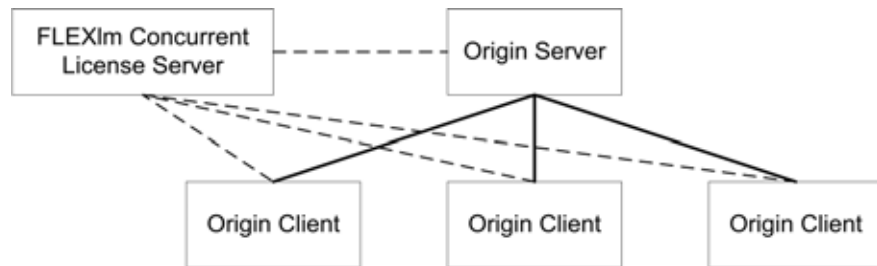 FLEXlm Concurrent
License Server
Origin Server
Origin Client
Origin Client
Origin Client